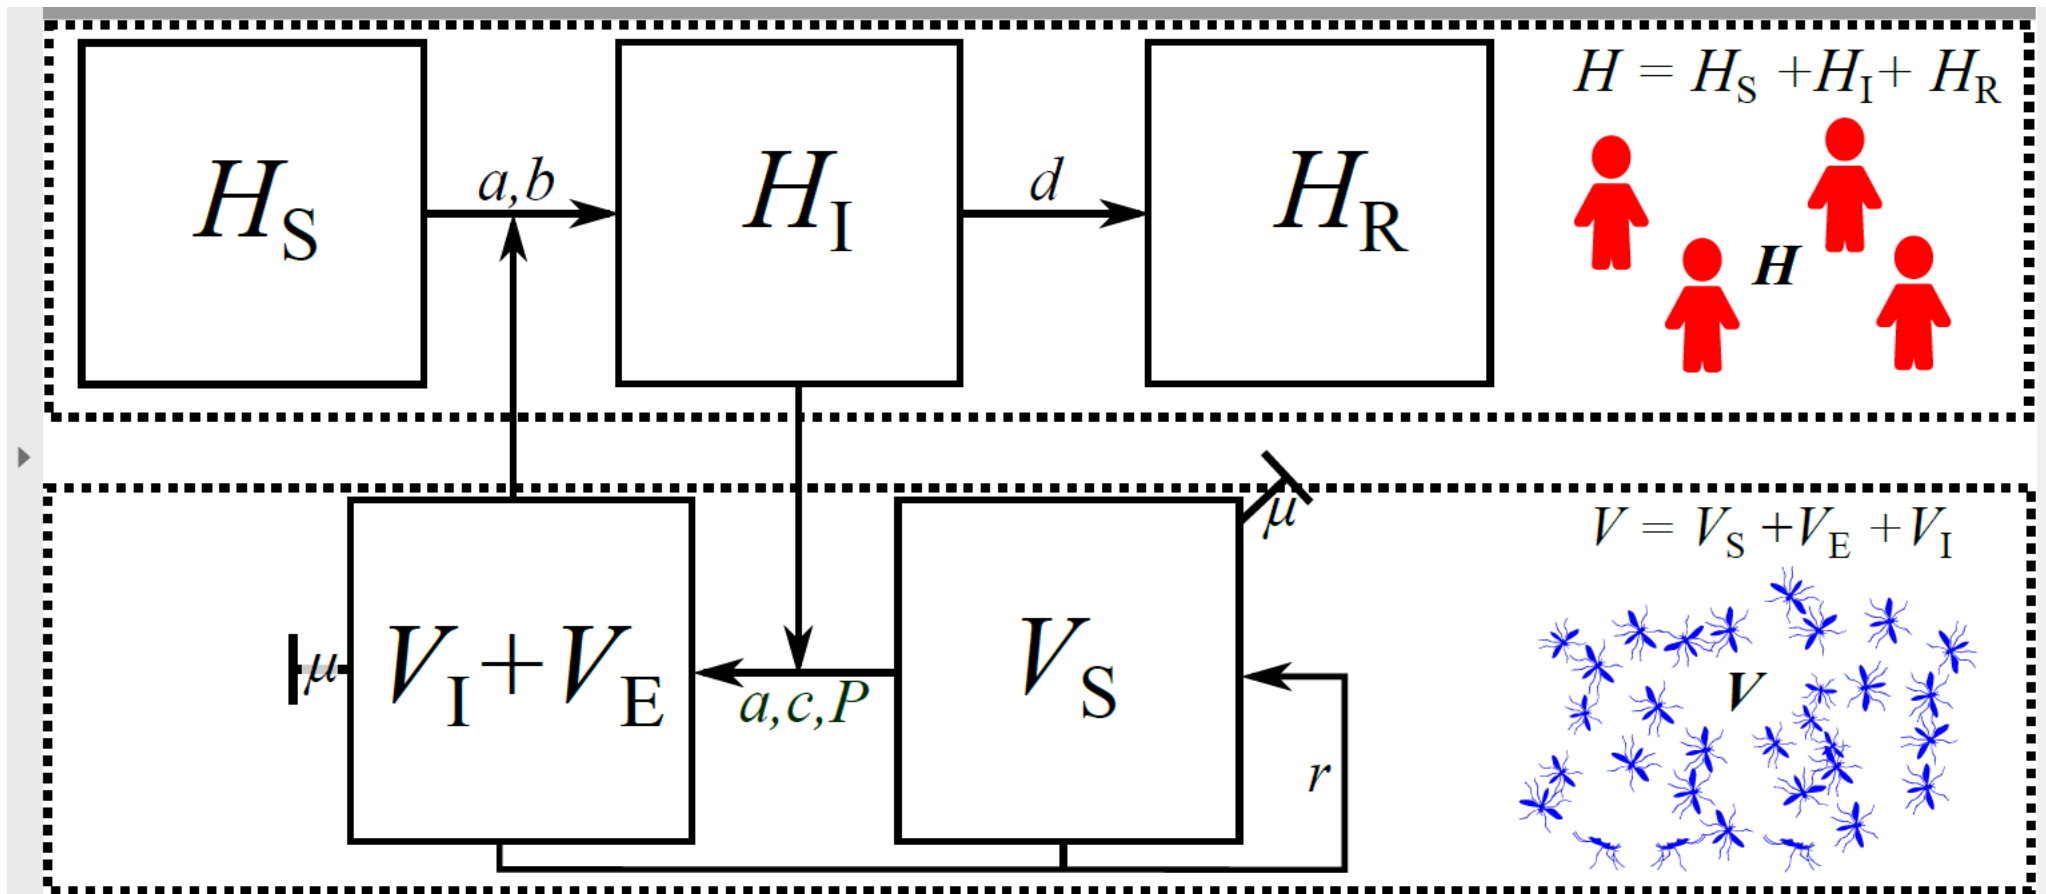 H_S
a,b
H_I
d
H_R
H = H_S +H_I+ H_R
H
V_I+V_E
μ
a,c,P
V_S
μ
r
V = V_S +V_E +V_I
V